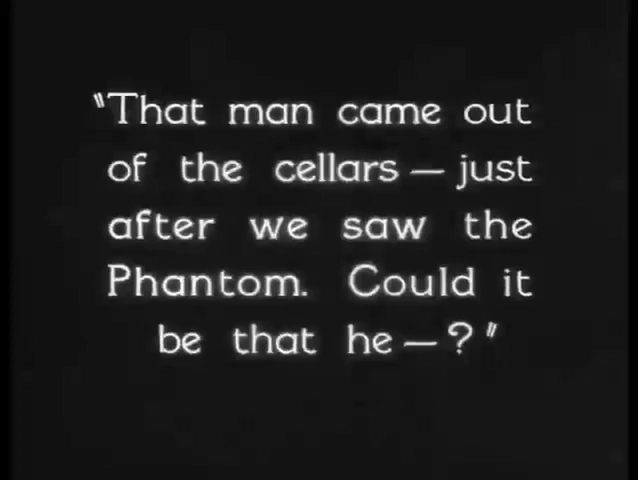 "That man came out
of the cellars — just
after we saw the
Phantom. Could it
be that he — ?"